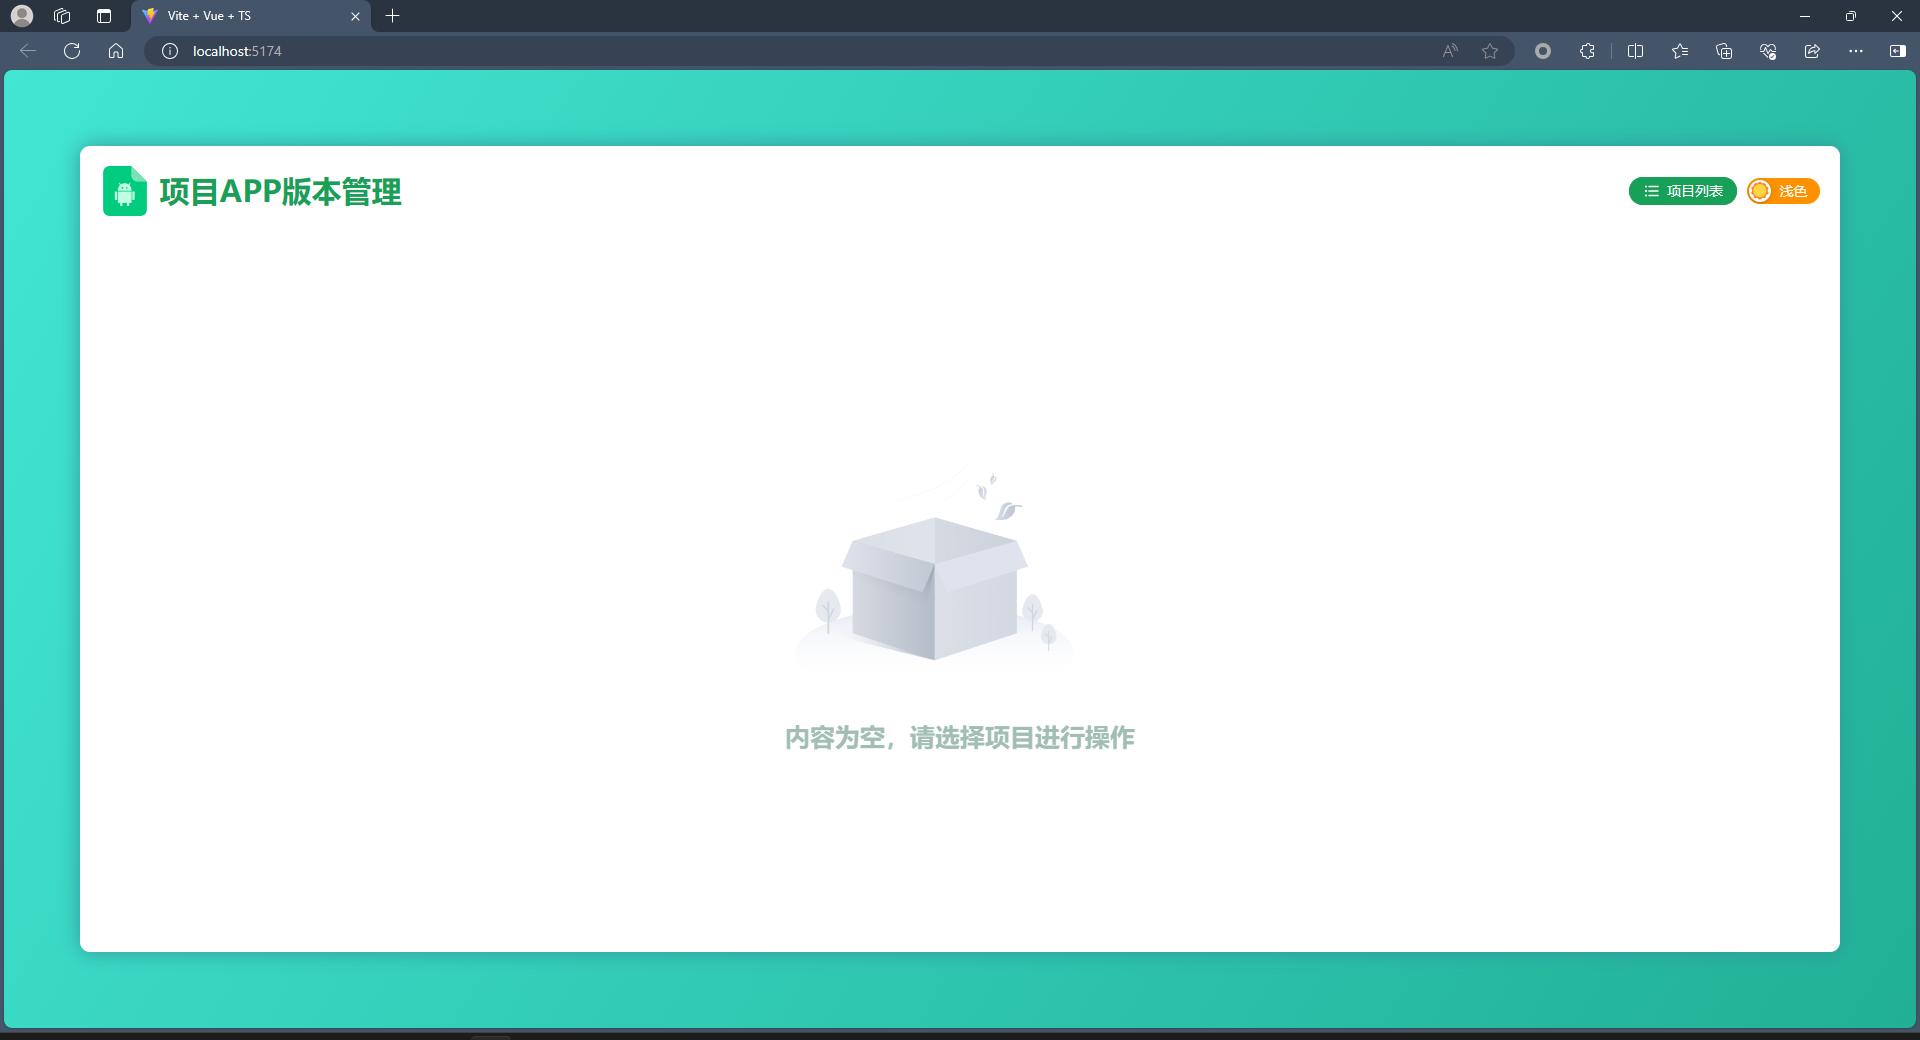 Vite + Vue + TS
localhost:5174
项目APP版本管理
项目列表
浅色
内容为空，请选择项目进行操作